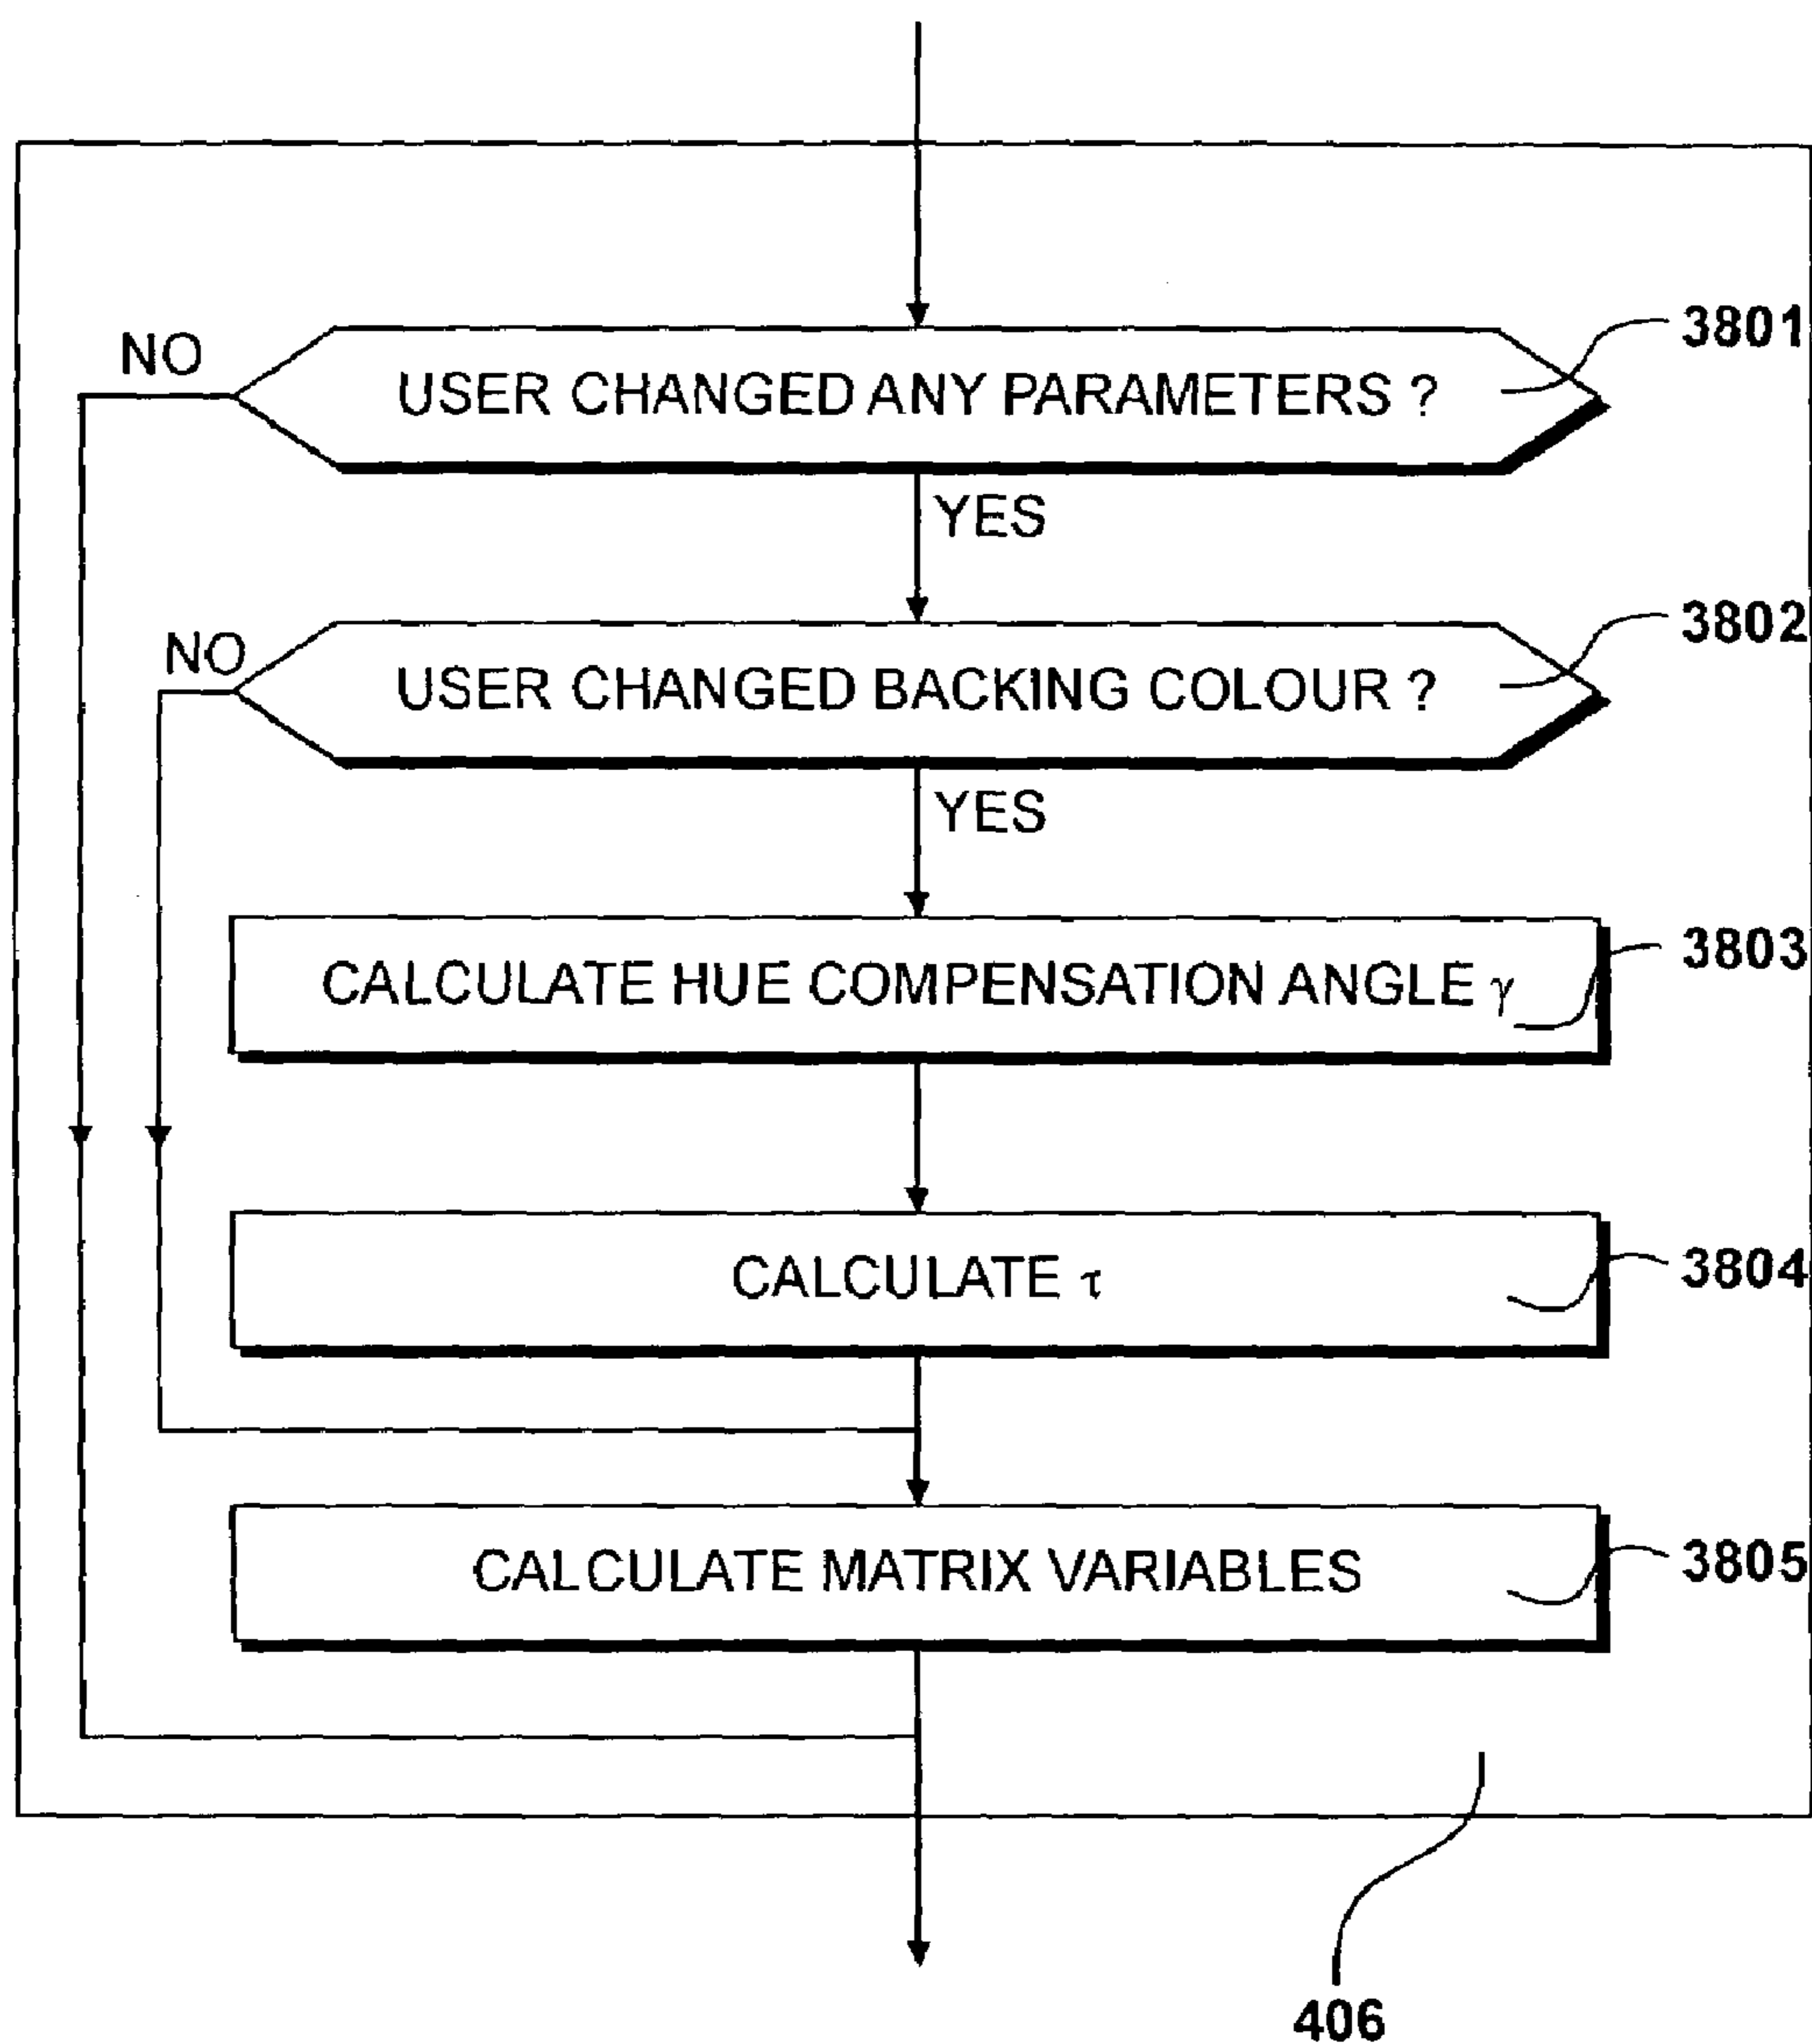 NO
USER CHANGED ANY PARAMETERS ?
3801
YES
NO
USER CHANGED BACKING COLOUR ?
3802
YES
CALCULATE HUE COMPENSATION ANGLE γ
3803
CALCULATE τ
3804
CALCULATE MATRIX VARIABLES
3805
406